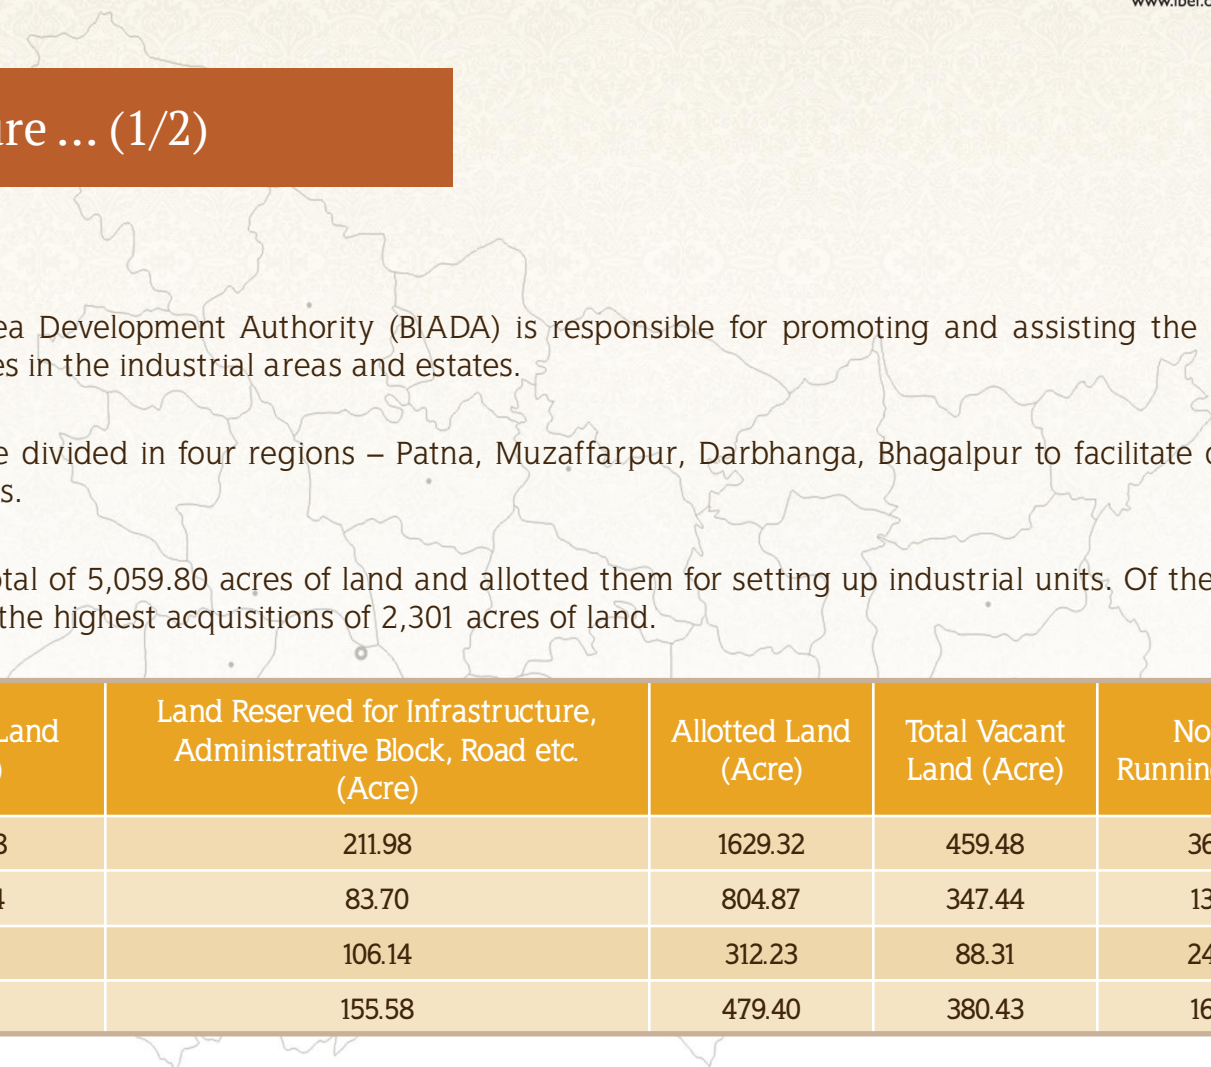 www.ibef.o
ure … (1/2)
ea Development Authority (BIADA) is responsible for promoting and assisting the
es in the industrial areas and estates.
e divided in four regions – Patna, Muzaffarpur, Darbhanga, Bhagalpur to facilitate
s.
otal of 5,059.80 acres of land and allotted them for setting up industrial units. Of the
the highest acquisitions of 2,301 acres of land.
Land
)
Land Reserved for Infrastructure,
Administrative Block, Road etc.
(Acre)
Allotted Land
(Acre)
Total Vacant
Land (Acre)
No
Running
3 211.98 1629.32 459.48 36
4 83.70 804.87 347.44 13
106.14 312.23 88.31 24
155.58 479.40 380.43 16